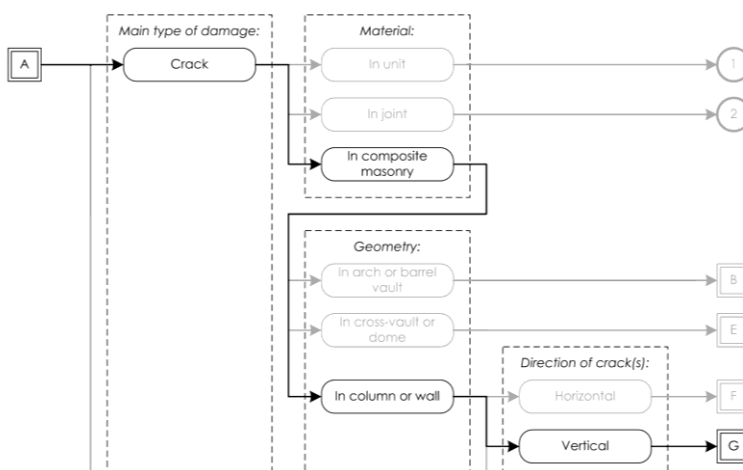 Main type of damage:
Material:
A
Crack
In unit
1
In joint
2
In composite
masonry
Geometry:
In arch or barrel
vault
B
In cross-vault or
dome
E
Direction of crack(s):
In column or wall
Horizontal
F
Vertical
G